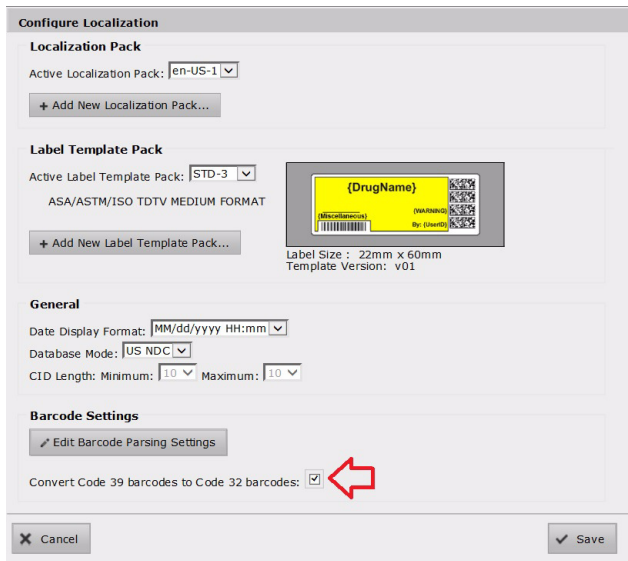 Configure Localization
Localization Pack
Active Localization Pack: en-US-1
+ Add New Localization Pack...
Label Template Pack
Active Label Template Pack: STD-3
ASA/ASTM/ISO TDTV MEDIUM FORMAT
+ Add New Label Template Pack...
{DrugName}
{WARNING}
{Miscellaneous}
By: {UserID}
Label Size : 22mm x 60mm
Template Version: v01
General
Date Display Format: MM/dd/yyyy HH:mm
Database Mode: US NDC
CID Length: Minimum: 10 Maximum: 10
Barcode Settings
Edit Barcode Parsing Settings
Convert Code 39 barcodes to Code 32 barcodes:
Cancel
Save